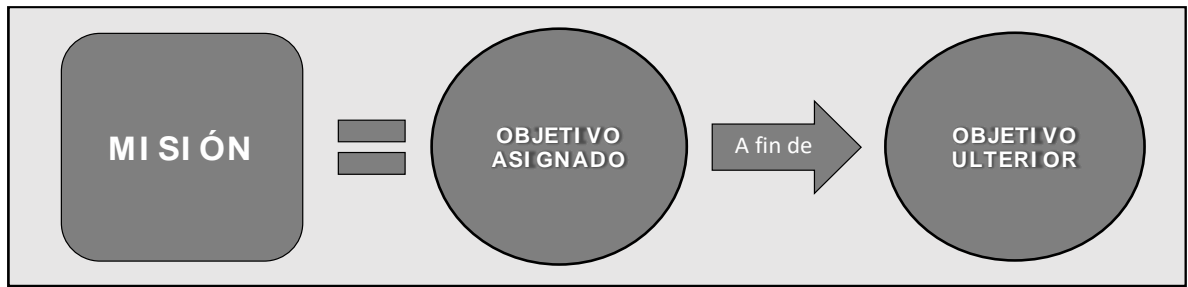 MISIÓN
OBJETIVO
ASIGNADO
A fin de
OBJETIVO
ULTERIOR